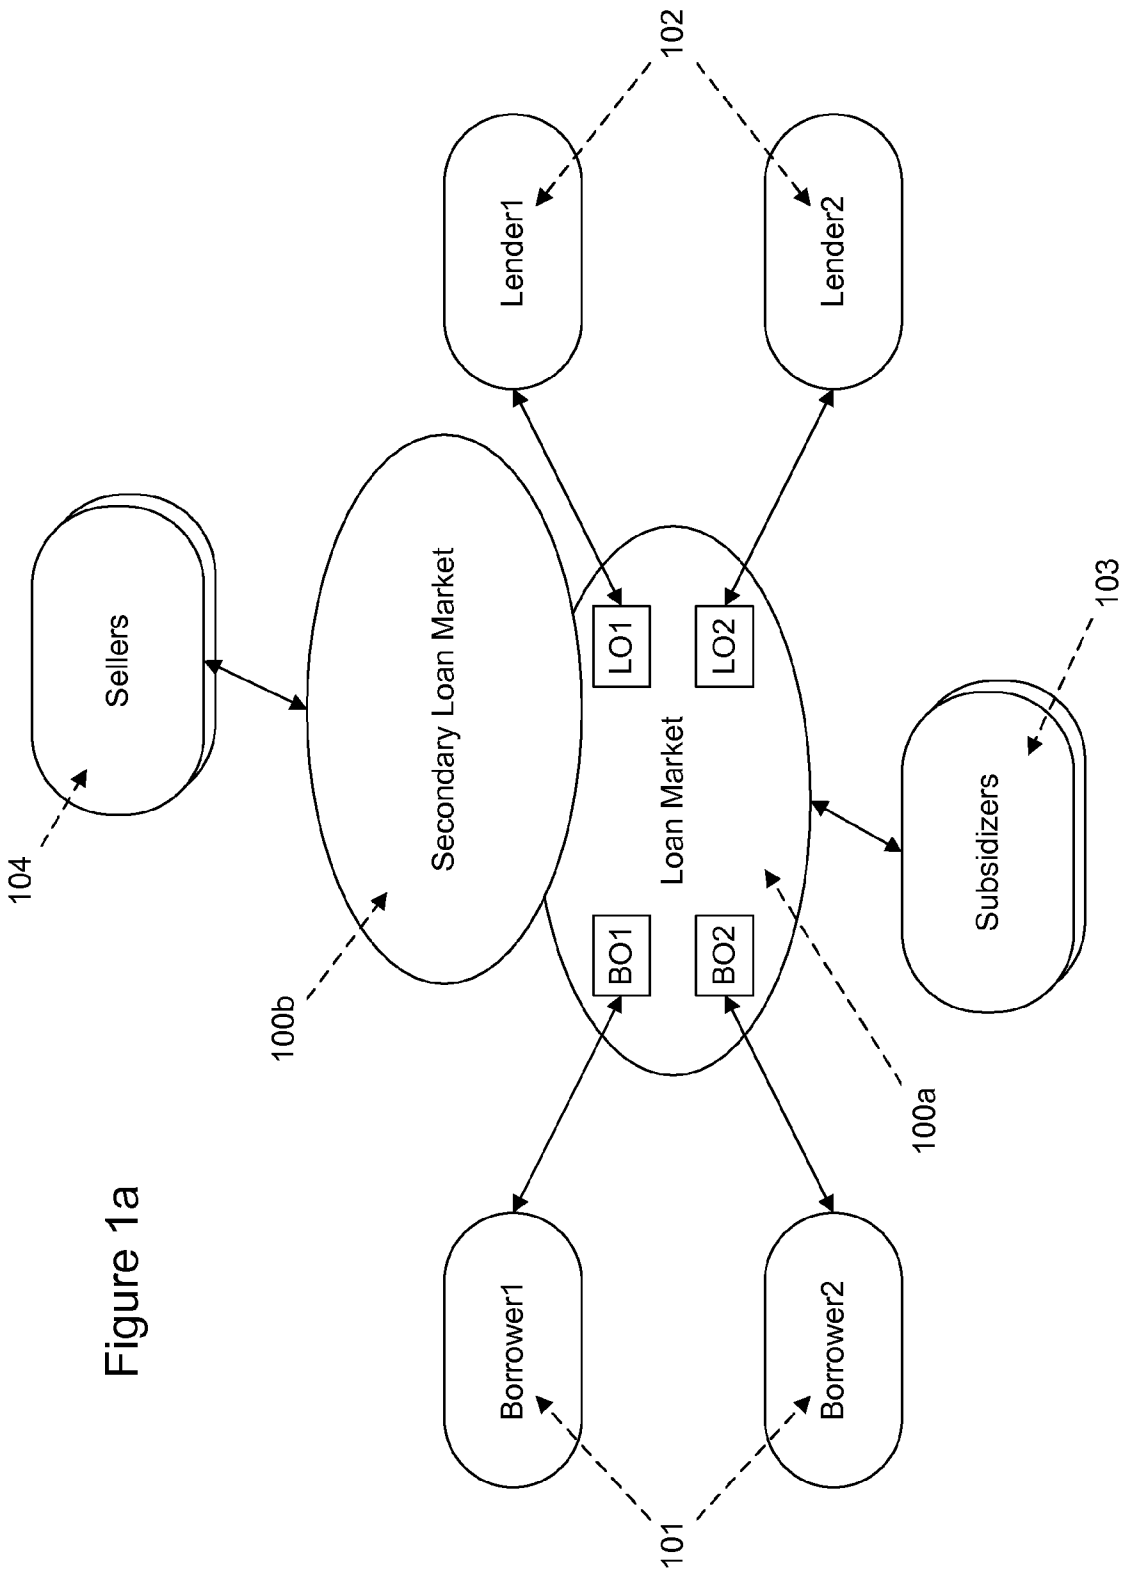 Figure 1a
104
Sellers
100b
Secondary Loan Market
102
Borrower1
BO1
LO1
Lender1
Loan Market
101
Borrower2
BO2
LO2
Lender2
100a
Subsidizers
103